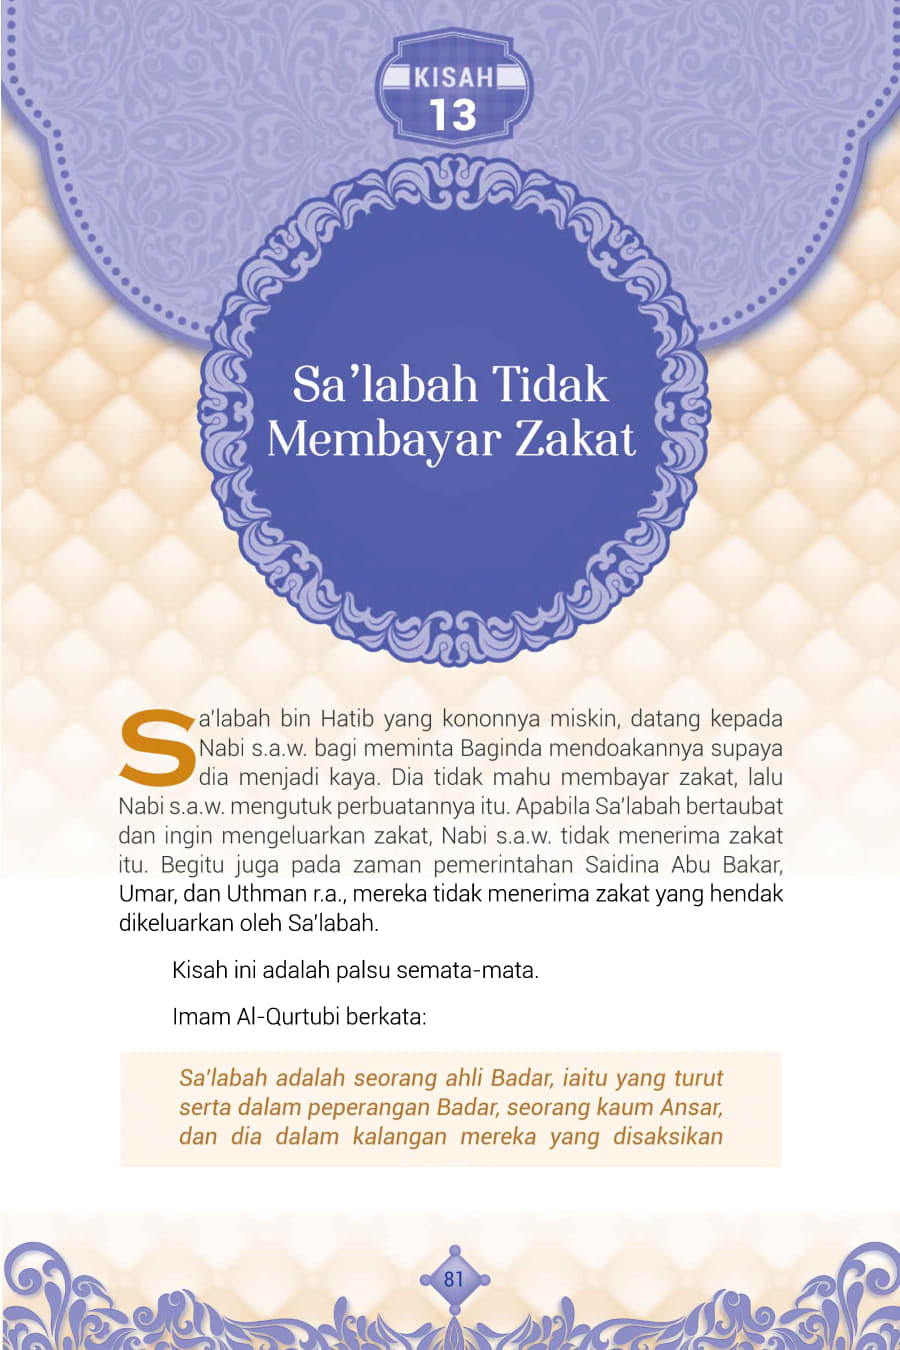 KISAH
13
Sa’labah Tidak
Membayar Zakat
Sa’labah bin Hatib yang kononnya miskin, datang kepada
Nabi s.a.w. bagi meminta Baginda mendoakannya supaya
dia menjadi kaya. Dia tidak mahu membayar zakat, lalu
Nabi s.a.w. mengutuk perbuatannya itu. Apabila Sa’labah bertaubat
dan ingin mengeluarkan zakat, Nabi s.a.w. tidak menerima zakat
itu. Begitu juga pada zaman pemerintahan Saidina Abu Bakar,
Umar, dan Uthman r.a., mereka tidak menerima zakat yang hendak
dikeluarkan oleh Sa’labah.
Kisah ini adalah palsu semata-mata.
Imam Al-Qurtubi berkata:
Sa’labah adalah seorang ahli Badar, iaitu yang turut
serta dalam peperangan Badar, seorang kaum Ansar,
dan dia dalam kalangan mereka yang disaksikan
81